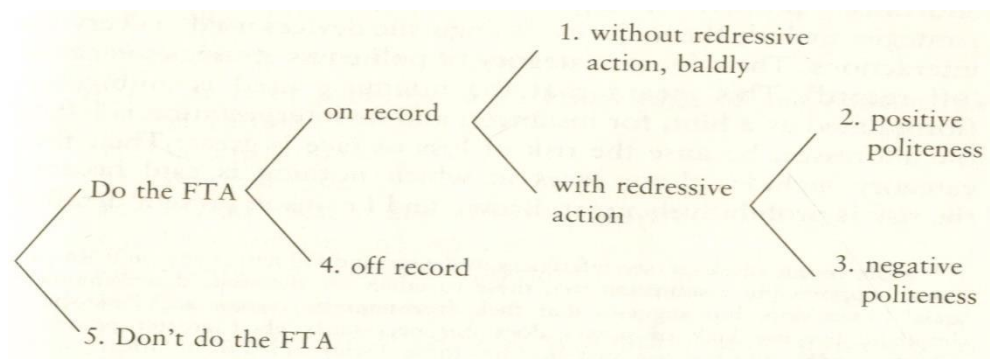 1. without redressive
action, baldly
on record
2. positive
politeness
Do the FTA
with redressive
action
4. off record
3. negative
politeness
5. Don't do the FTA